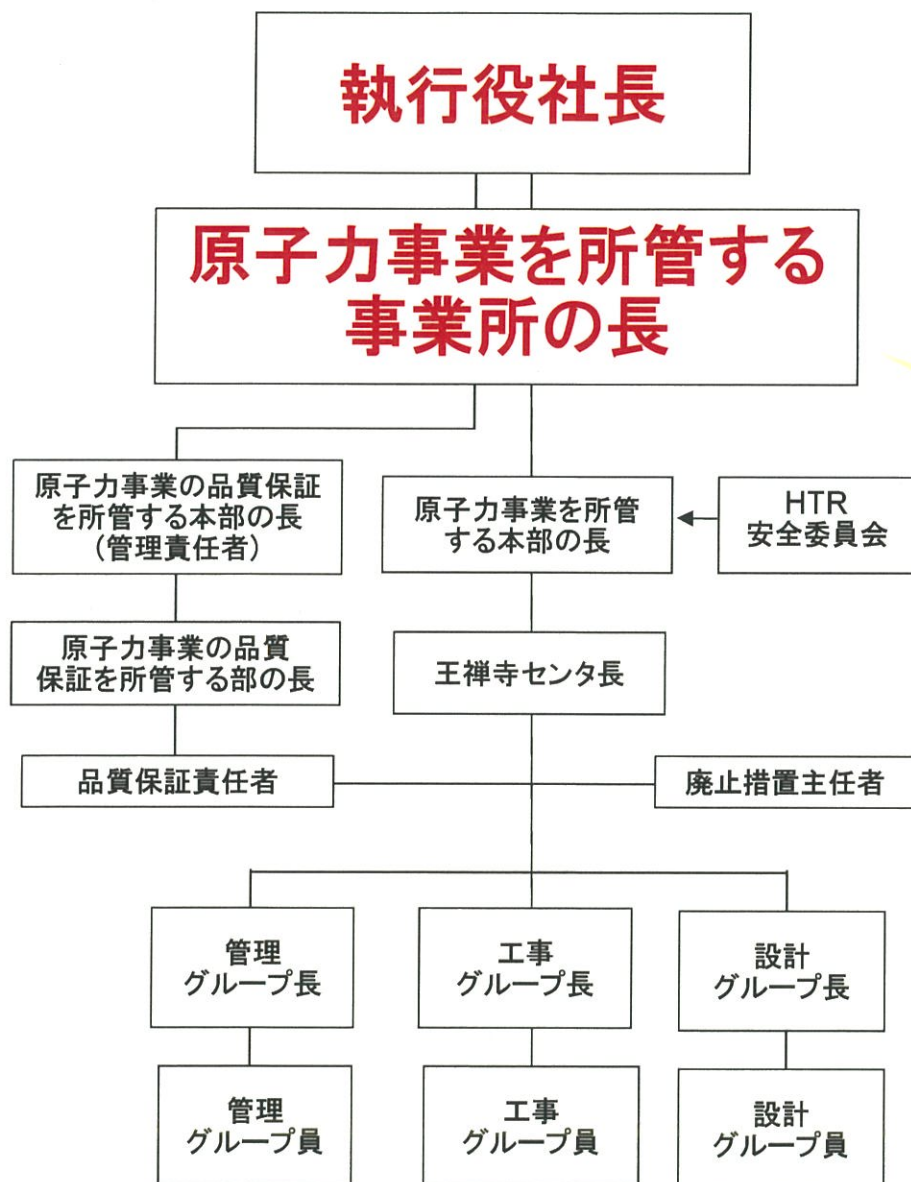 執行役社長
原子力事業を所管する
事業所の長
原子力事業の品質保証
を所管する本部の長
(管理責任者)
原子力事業を所管
する本部の長
HTR
安全委員会
原子力事業の品質
保証を所管する部の長
王禅寺センタ長
品質保証責任者
廃止措置主任者
管理
グループ長
工事
グループ長
設計
グループ長
管理
グループ員
工事
グループ員
設計
グループ員